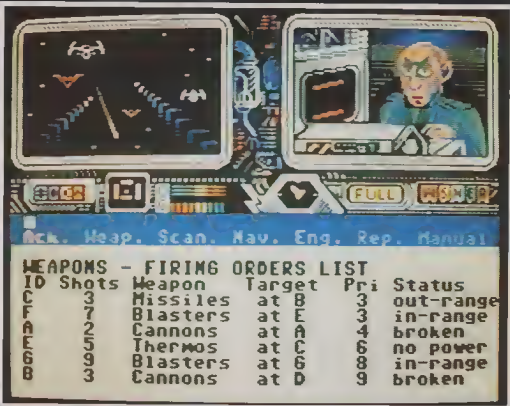 FULL
Ack. Weap. Scan. Nav. Eng. Rep. Manual
WEAPONS - FIRING ORDERS LIST
ID Shots Weapon Target Pri Status
C 3 Missiles at B 3 out-range
F 7 Blasters at E 3 in-range
A 2 Cannons at A 4 broken
E 5 Thermos at C 6 no power
G 9 Blasters at G 8 in-range
B 3 Cannons at D 9 broken